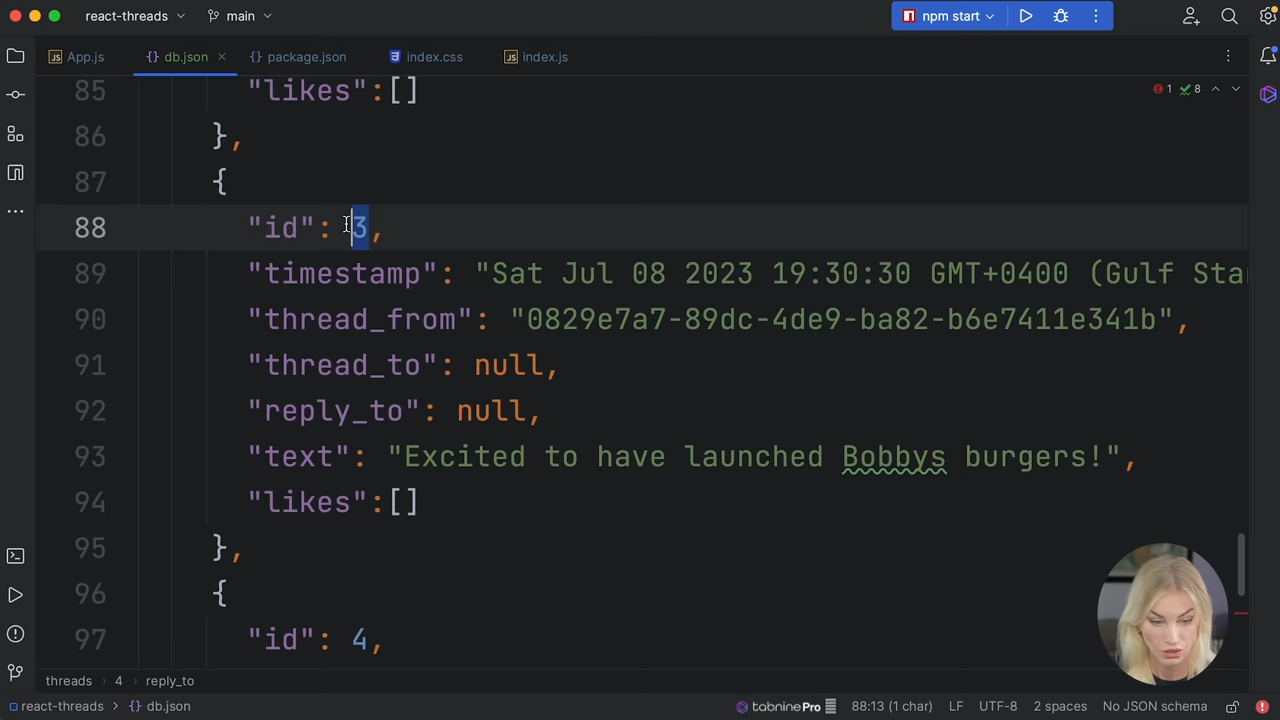 react-threads main npm start
App.js db.json package.json index.css index.js
85 "likes":[] 1 8
86 },
87 {
88 "id": 3,
89 "timestamp": "Sat Jul 08 2023 19:30:30 GMT+0400 (Gulf Sta
90 "thread_from": "0829e7a7-89dc-4de9-ba82-b6e7411e341b",
91 "thread_to": null,
92 "reply_to": null,
93 "text": "Excited to have launched Bobbys burgers!",
94 "likes":[]
95 },
96 {
97 "id": 4,
threads 4 reply_to
react-threads db.json tabnine Pro 88:13 (1 char) LF UTF-8 2 spaces No JSON schema